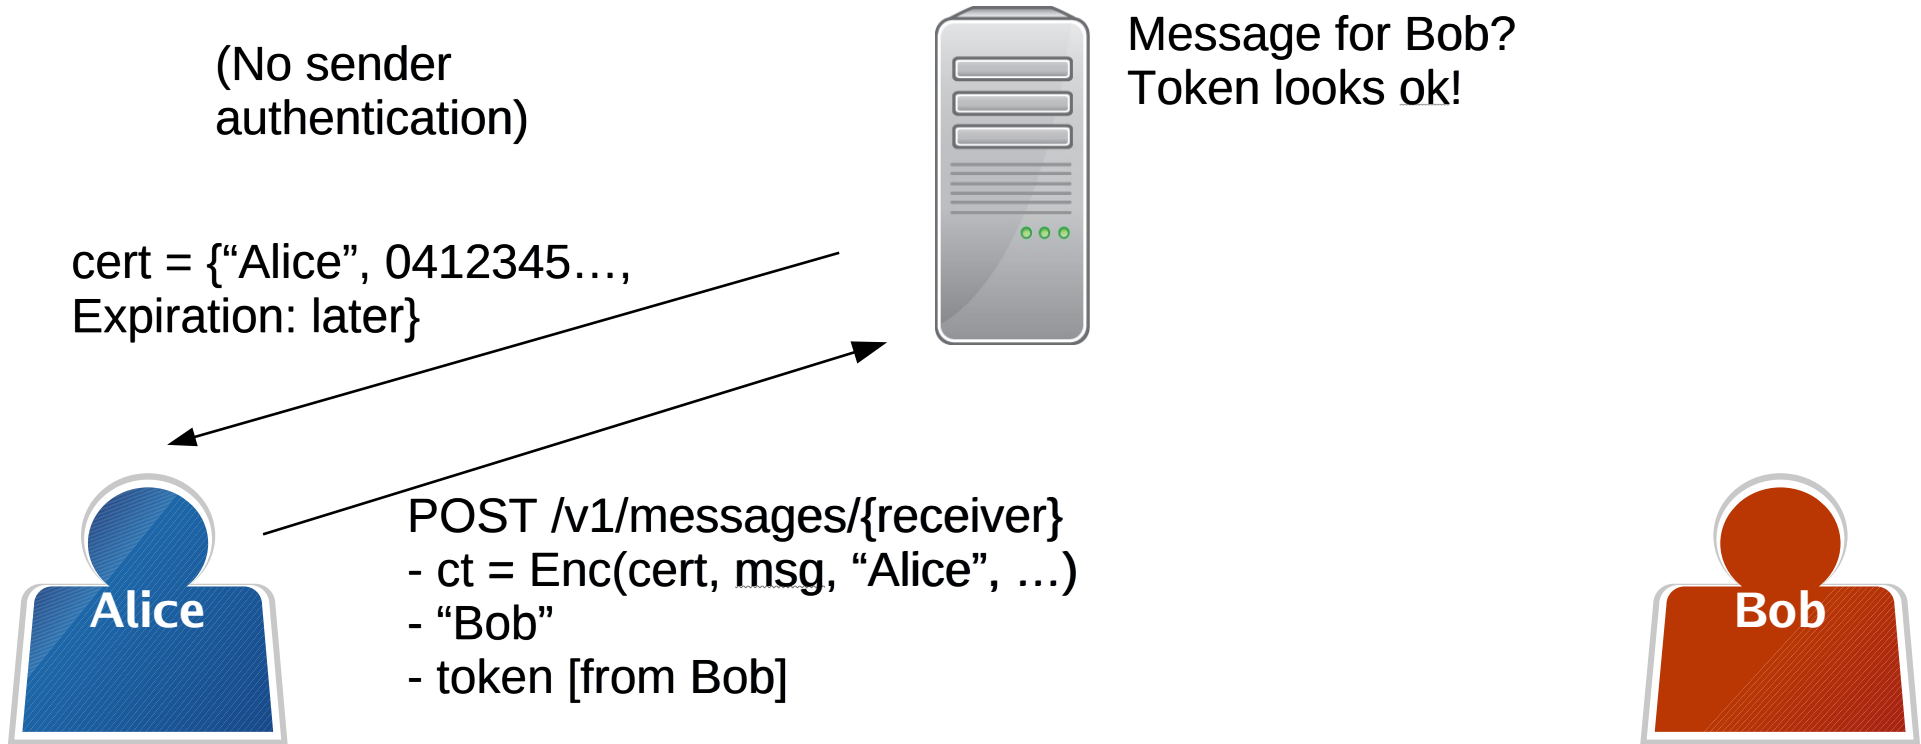 (No sender
authentication)
Message for Bob?
Token looks ok!
cert = {“Alice”, 0412345…,
Expiration: later}
POST /v1/messages/{receiver}
- ct = Enc(cert, msg, “Alice”, …)
- “Bob”
- token [from Bob]
Alice
Bob